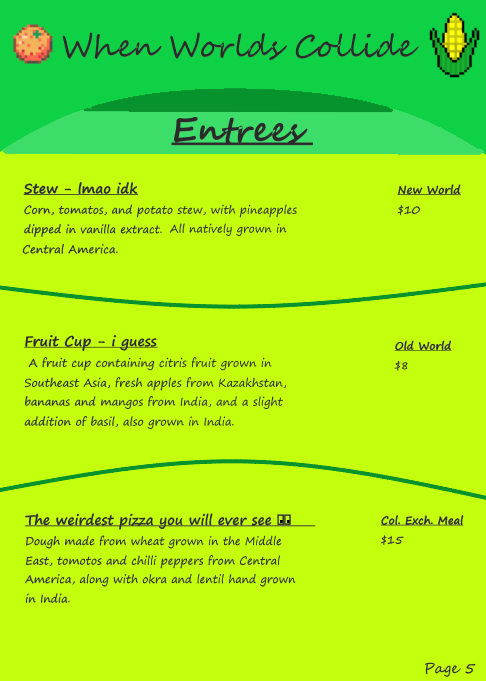 When Worlds Collide
Entrees
Stew - lmao idk
New World
Corn, tomatos, and potato stew, with pineapples
$10
dipped in vanilla extract. All natively grown in
Central America.
Fruit Cup - i guess
Old World
A fruit cup containing citris fruit grown in
$8
Southeast Asia, fresh apples from Kazakhstan,
bananas and mangos from India, and a slight
addition of basil, also grown in India.
The weirdest pizza you will ever see
Col. Exch. Meal
Dough made from wheat grown in the Middle
$15
East, tomotos and chilli peppers from Central
America, along with okra and lentil hand grown
in India.
Page 5